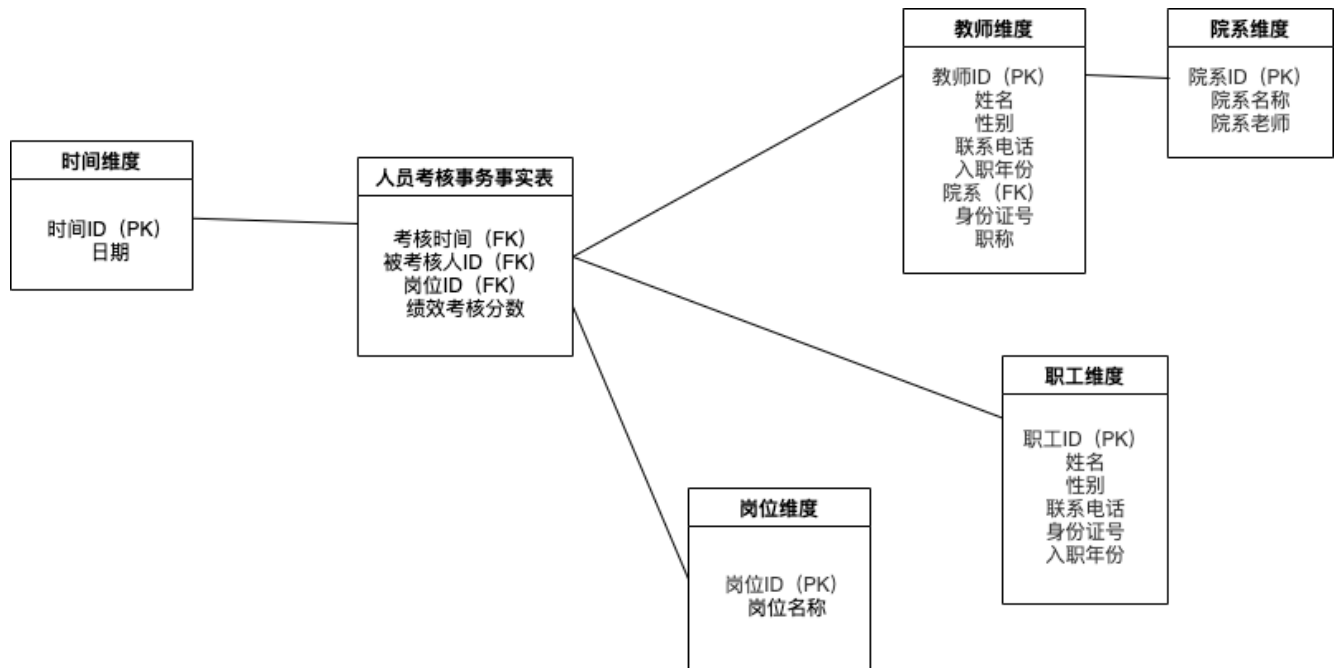 时间维度
时间ID（PK）
日期
人员考核事务事实表
考核时间（FK）
被考核人ID（FK）
岗位ID（FK）
绩效考核分数
教师维度
教师ID（PK）
姓名
性别
联系电话
入职年份
院系（FK）
身份证号
职称
院系维度
院系ID（PK）
院系名称
院系老师
职工维度
职工ID（PK）
姓名
性别
联系电话
身份证号
入职年份
岗位维度
岗位ID（PK）
岗位名称